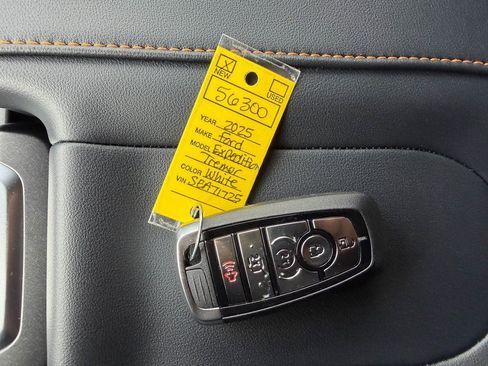 X
NEW
USED
56300
YEAR 2025
MAKE Ford
MODEL Expedition
Tremor
COLOR White
VIN SEA71725